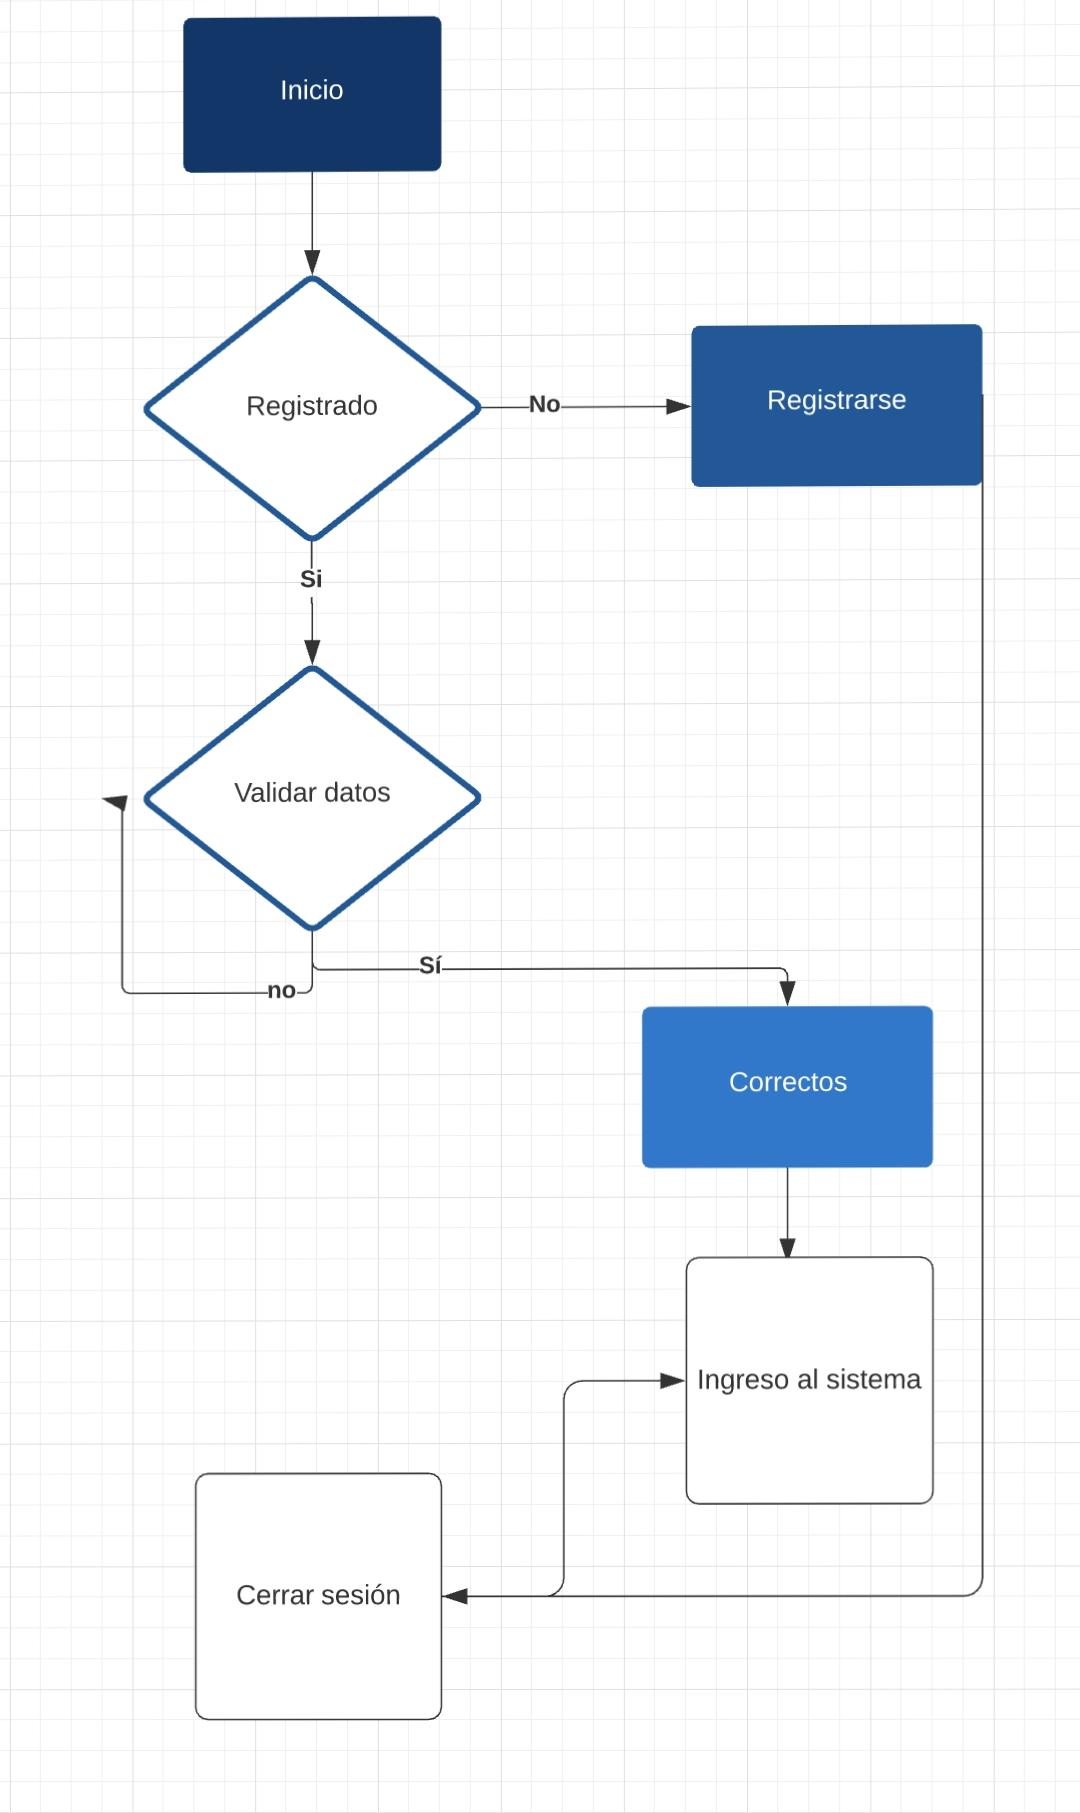 Inicio
Registrado
No
Registrarse
Si
Validar datos
Sí
no
Correctos
Ingreso al sistema
Cerrar sesión